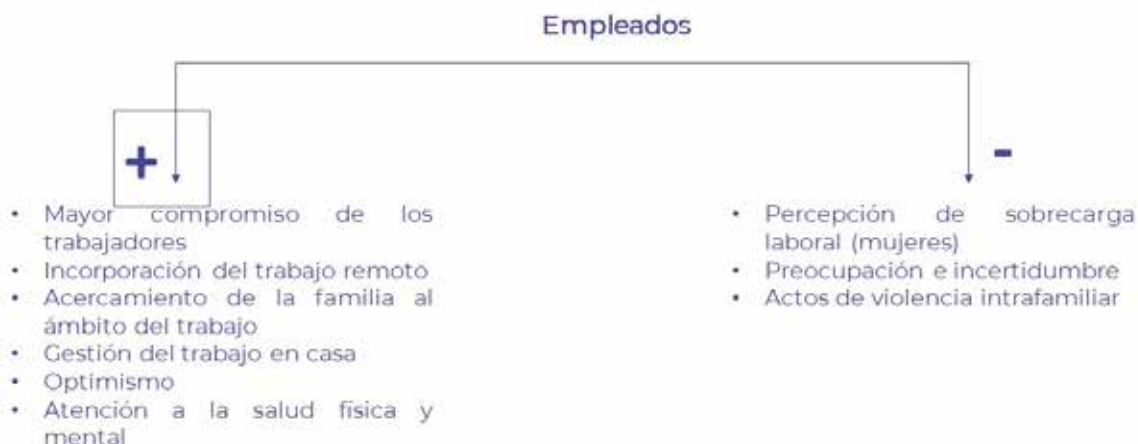 Empleados
+
-
• Mayor compromiso de los
trabajadores
• Incorporación del trabajo remoto
• Acercamiento de la familia al
ámbito del trabajo
• Gestión del trabajo en casa
• Optimismo
• Atención a la salud física y
mental
• Percepción de sobrecarga
laboral (mujeres)
• Preocupación e incertidumbre
• Actos de violencia intrafamiliar